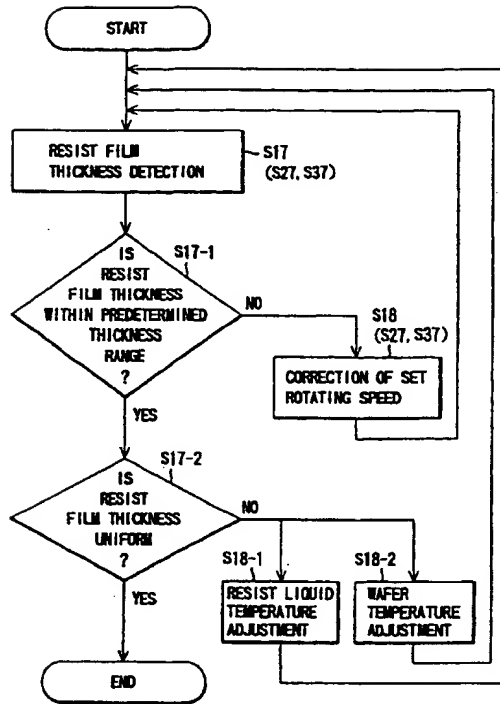 START
RESIST FILM
THICKNESS DETECTION
S17
(S27, S37)
S17-1
IS
RESIST
FILM THICKNESS
WITHIN PREDETERMINED
THICKNESS
RANGE
?
NO
YES
S18
(S27, S37)
CORRECTION OF SET
ROTATING SPEED
S17-2
IS
RESIST
FILM THICKNESS
UNIFORM
?
NO
YES
S18-1
RESIST LIQUID
TEMPERATURE
ADJUSTMENT
S18-2
WAFER
TEMPERATURE
ADJUSTMENT
END